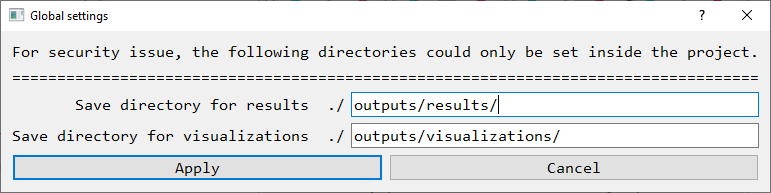 Global settings
For security issue, the following directories could only be set inside the project.
===================================================================================
Save directory for results ./ outputs/results/
Save directory for visualizations ./ outputs/visualizations/
Apply Cancel